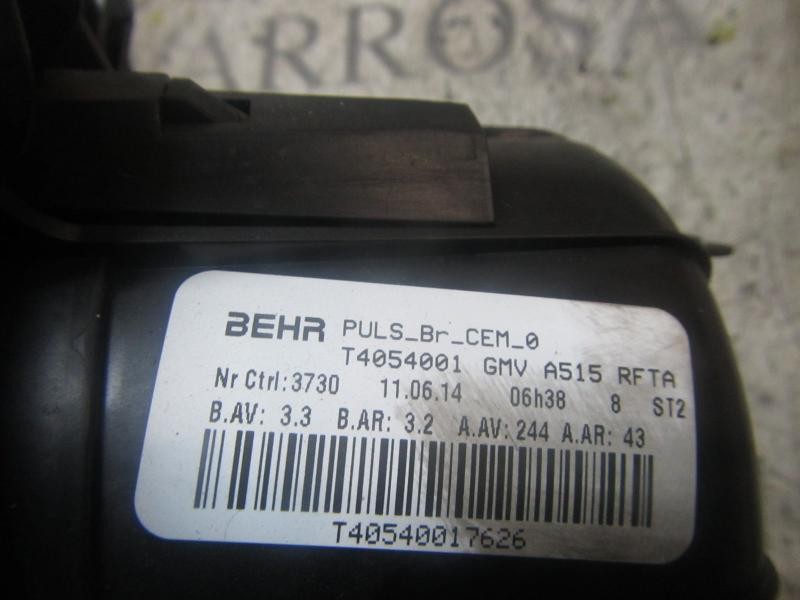 BEHR PULS_Br_CEM_0
T4054001 GMV A515 RFTA
Nr Ctrl:3730 11.06.14 06h38 8 ST2
B.AV: 3.3 B.AR: 3.2 A.AV: 244 A.AR: 43
T40540017626